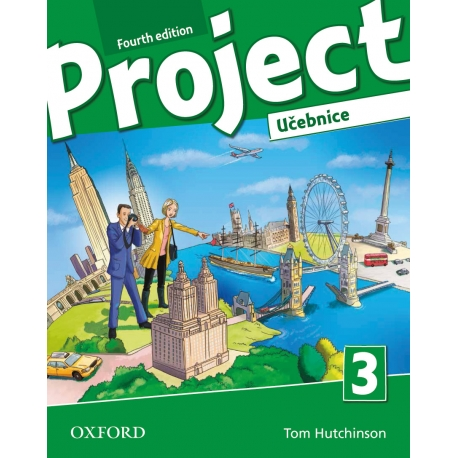 Fourth edition
Project
Učebnice
3
OXFORD
Tom Hutchinson